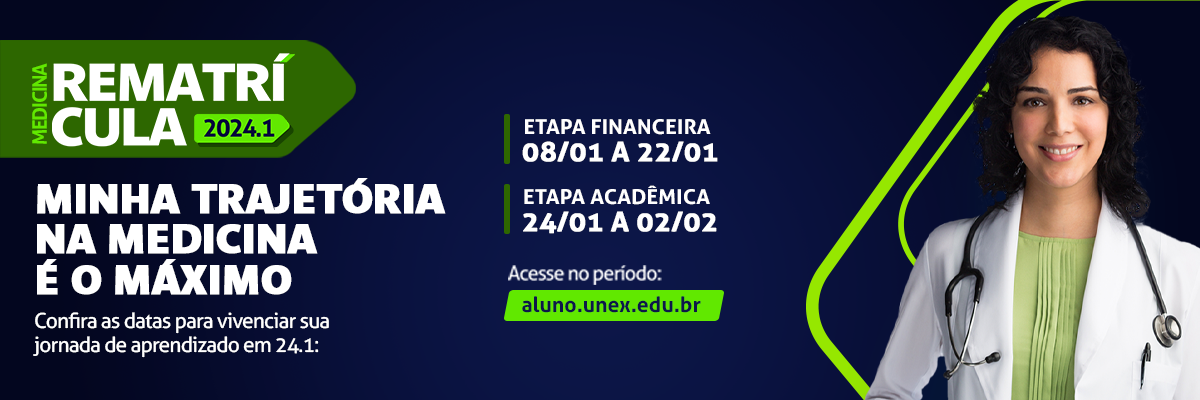 MEDICINA
REMATRÍ
CULA 2024.1
MINHA TRAJETÓRIA
NA MEDICINA
É O MÁXIMO
Confira as datas para vivenciar sua
jornada de aprendizado em 24.1:
ETAPA FINANCEIRA
08/01 A 22/01
ETAPA ACADÊMICA
24/01 A 02/02
Acesse no período:
aluno.unex.edu.br